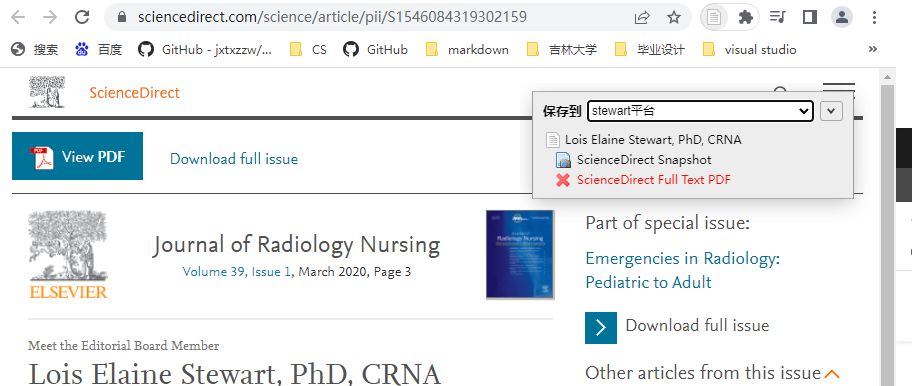 sciencedirect.com/science/article/pii/S1546084319302159
搜索 百度 GitHub - jxtxzzw/... CS GitHub markdown 吉林大学 毕业设计 visual studio »
ScienceDirect
保存到 stewart平台
Lois Elaine Stewart, PhD, CRNA
ScienceDirect Snapshot
ScienceDirect Full Text PDF
View PDF Download full issue
Journal of Radiology Nursing
Volume 39, Issue 1, March 2020, Page 3
ELSEVIER
Part of special issue:
Emergencies in Radiology:
Pediatric to Adult
Download full issue
Meet the Editorial Board Member
Lois Elaine Stewart, PhD, CRNA
Other articles from this issue